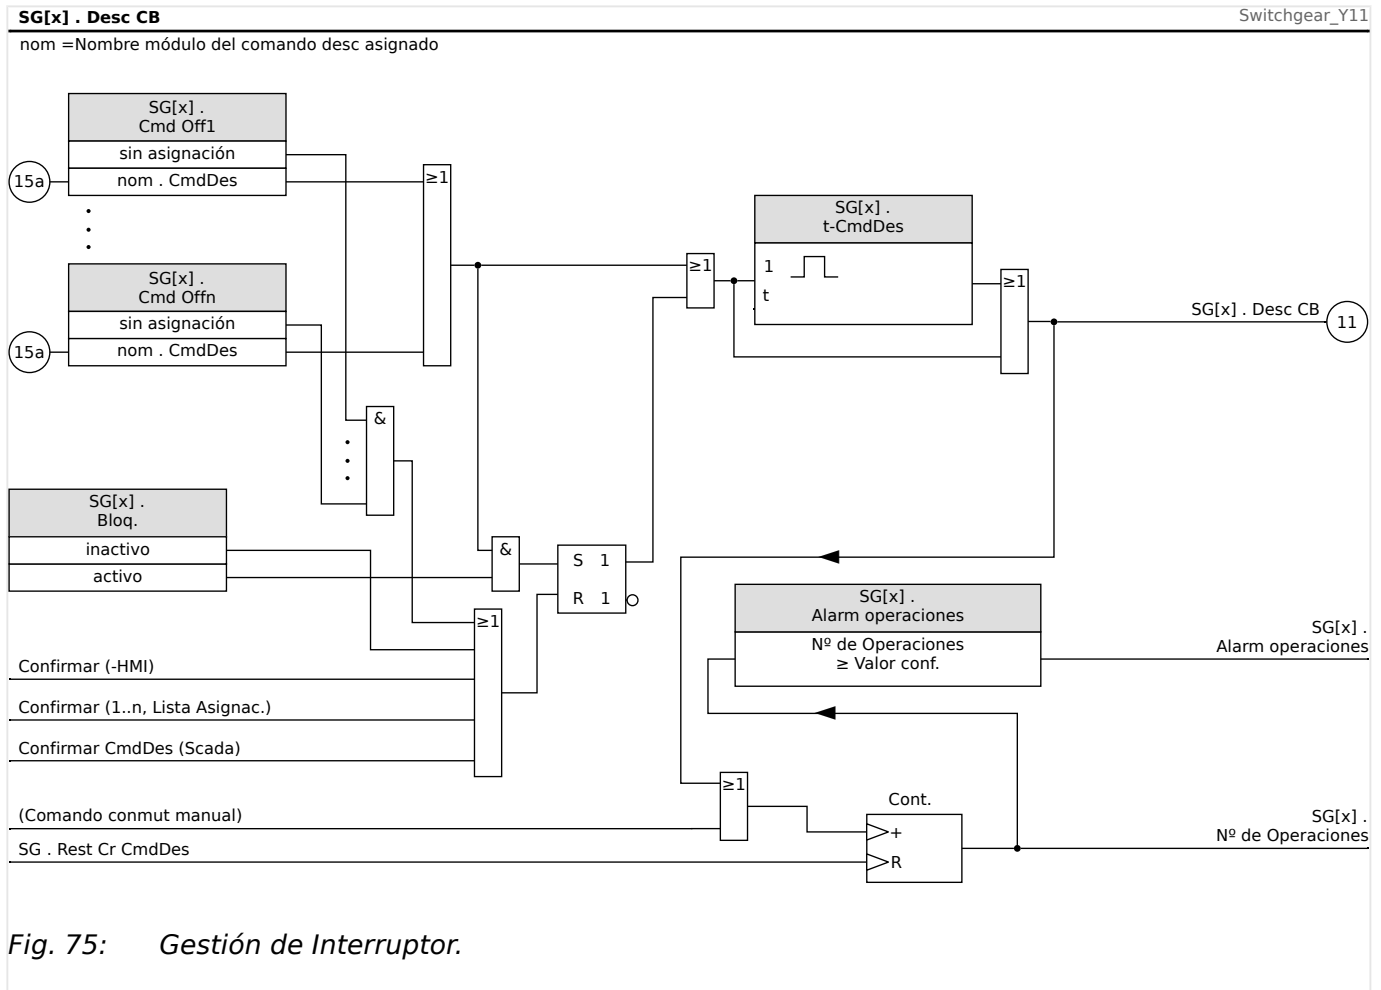 SG[x] . Desc CB
Switchgear_Y11
nom =Nombre módulo del comando desc asignado
SG[x] .
Cmd Off1
sin asignación
15a
nom . CmdDes
≥1
SG[x] .
t-CmdDes
1
t
SG[x] .
Cmd Offn
sin asignación
15a
nom . CmdDes
≥1
≥1
SG[x] . Desc CB
11
&
SG[x] .
Bloq.
inactivo
activo
&
S 1
R 1
≥1
SG[x] .
Alarm operaciones
Nº de Operaciones
≥ Valor conf.
SG[x] .
Alarm operaciones
Confirmar (-HMI)
Confirmar (1..n, Lista Asignac.)
Confirmar CmdDes (Scada)
≥1
(Comando conmut manual)
SG . Rest Cr CmdDes
Cont.
+
R
SG[x] .
Nº de Operaciones
Fig. 75: Gestión de Interruptor.